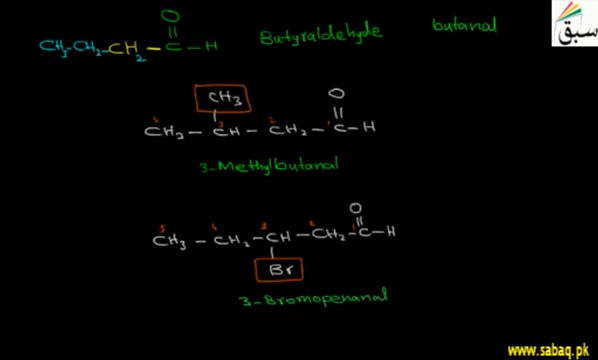 O
سبق
CH3-CH2-CH2-C-H Butyraldehyde butanal
CH3 O
4 3 2 1
CH3-CH-CH2-C-H
3-Methylbutanal
O
5 4 3 2 1
CH3-CH2-CH-CH2-C-H
Br
3-Bromopenanal
www.sabaq.pk